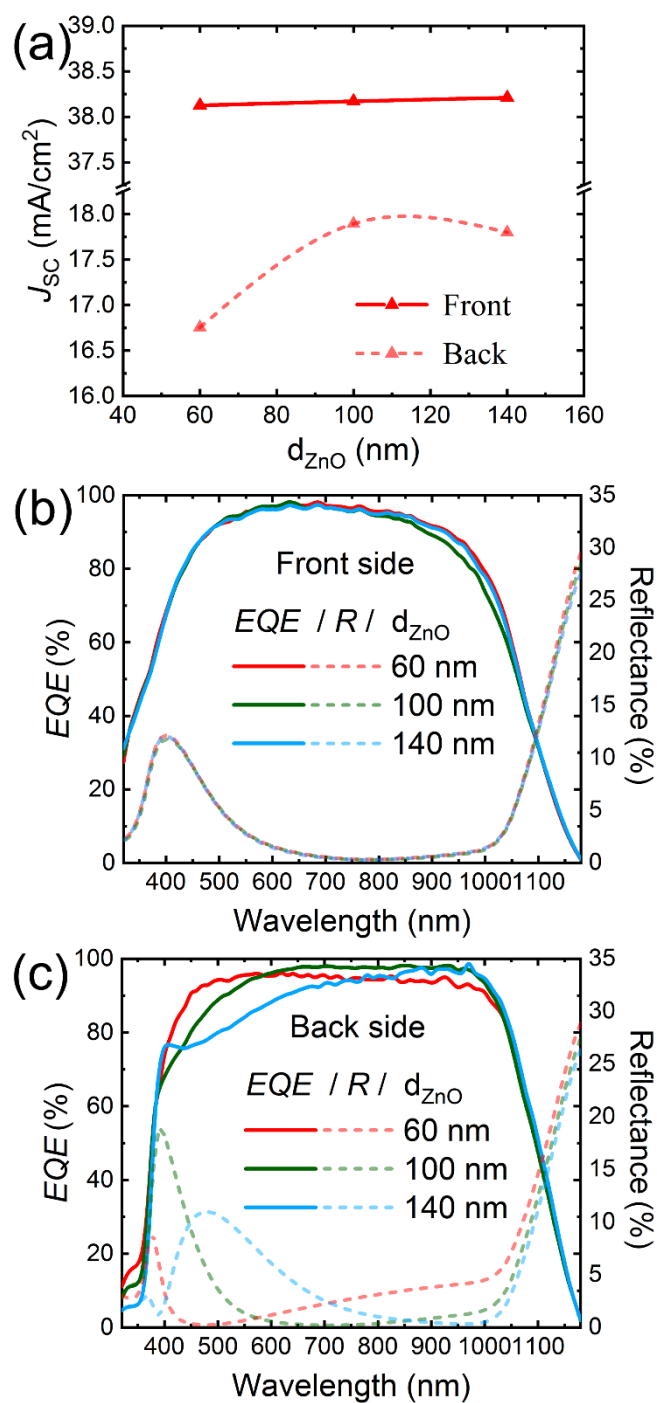 (a)
39.0
38.5
38.0
37.5
18.0
17.5
17.0
16.5
16.0
J_SC (mA/cm²)
Front
Back
40 60 80 100 120 140 160
d_ZnO (nm)
(b)
100
80
60
40
20
0
EQE (%)
35
30
25
20
15
10
5
0
Reflectance (%)
Front side
EQE / R / d_ZnO
60 nm
100 nm
140 nm
400 500 600 700 800 900 1000 1100
Wavelength (nm)
(c)
100
80
60
40
20
0
EQE (%)
35
30
25
20
15
10
5
0
Reflectance (%)
Back side
EQE / R / d_ZnO
60 nm
100 nm
140 nm
400 500 600 700 800 900 1000 1100
Wavelength (nm)